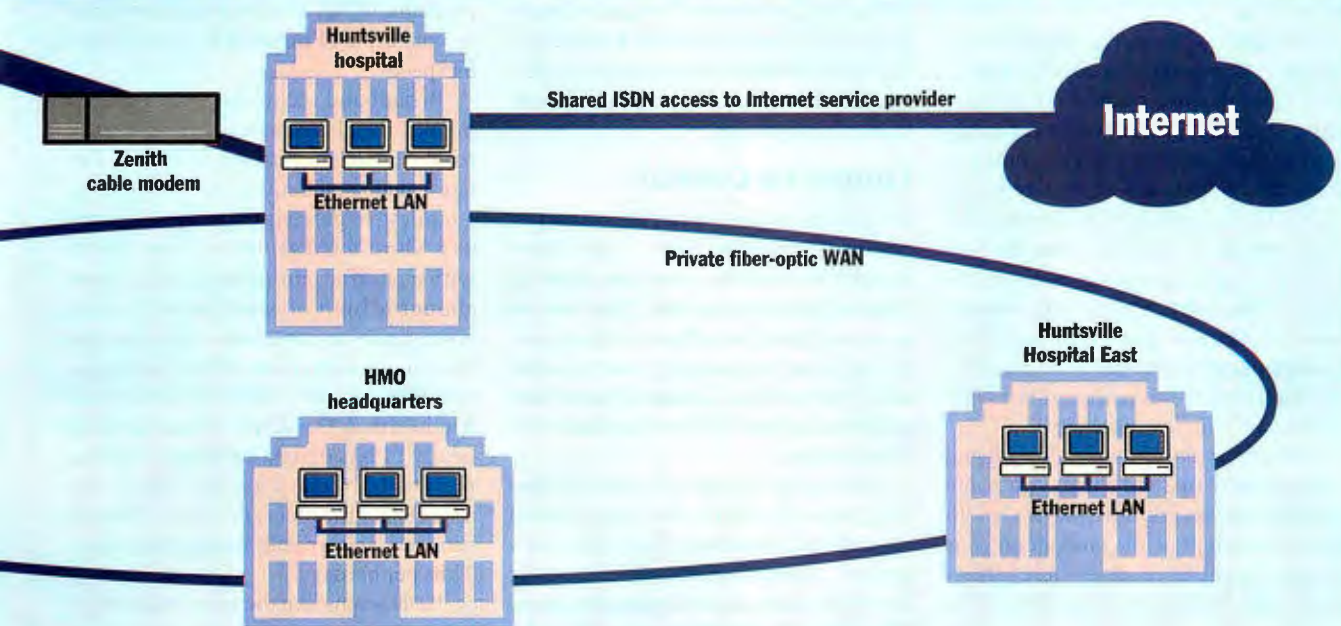 Huntsville
hospital
Shared ISDN access to Internet service provider
Internet
Zenith
cable modem
Ethernet LAN
Private fiber-optic WAN
Huntsville
Hospital East
HMO
headquarters
Ethernet LAN
Ethernet LAN